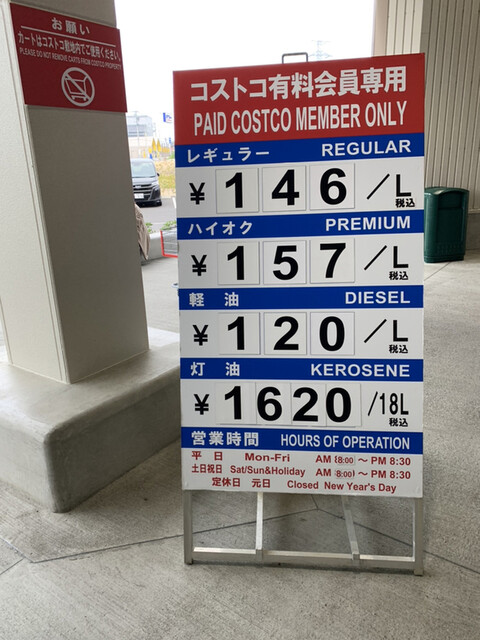 お願い
カートはコストコ敷地内でご使用ください。
PLEASE DO NOT REMOVE CARTS FROM COSTCO PROPERTY
コストコ有料会員専用
PAID COSTCO MEMBER ONLY
レギュラー REGULAR
¥146/L 税込
ハイオク PREMIUM
¥157/L 税込
軽油 DIESEL
¥120/L 税込
灯油 KEROSENE
¥1620/18L 税込
営業時間 HOURS OF OPERATION
平日 Mon-Fri AM 8:00 ~ PM 8:30
土日祝日 Sat/Sun&Holiday AM 8:00 ~ PM 8:30
定休日 元日 Closed New Year's Day